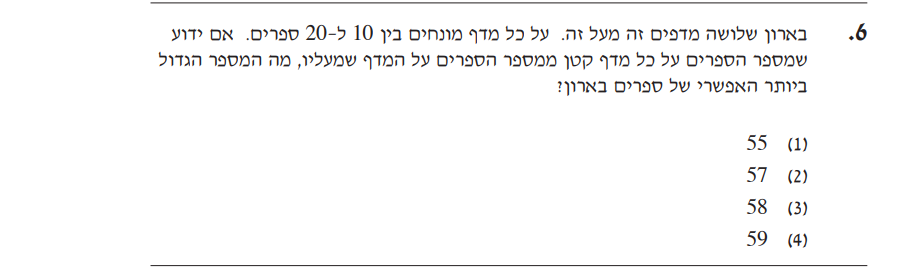 6. בארון שלושה מדפים זה מעל זה. על כל מדף מונחים בין 10 ל-20 ספרים. אם ידוע
שמספר הספרים על כל מדף קטן ממספר הספרים על המדף שמעליו, מה המספר הגדול
ביותר האפשרי של ספרים בארון?
(1) 55
(2) 57
(3) 58
(4) 59